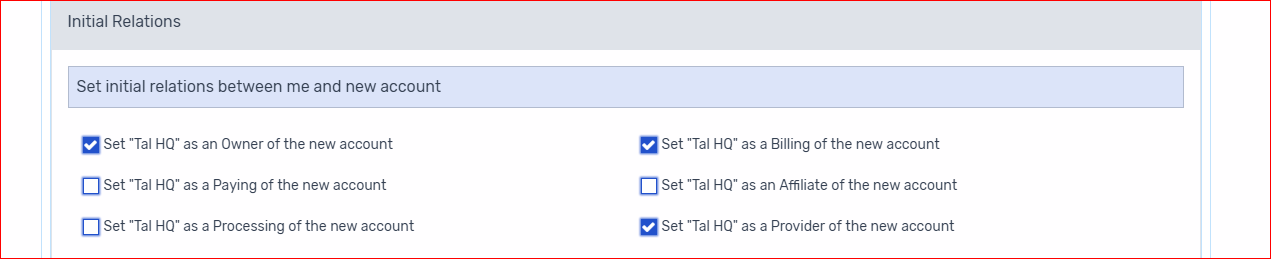 Initial Relations
Set initial relations between me and new account
Set "Tal HQ" as an Owner of the new account
Set "Tal HQ" as a Billing of the new account
Set "Tal HQ" as a Paying of the new account
Set "Tal HQ" as an Affiliate of the new account
Set "Tal HQ" as a Processing of the new account
Set "Tal HQ" as a Provider of the new account